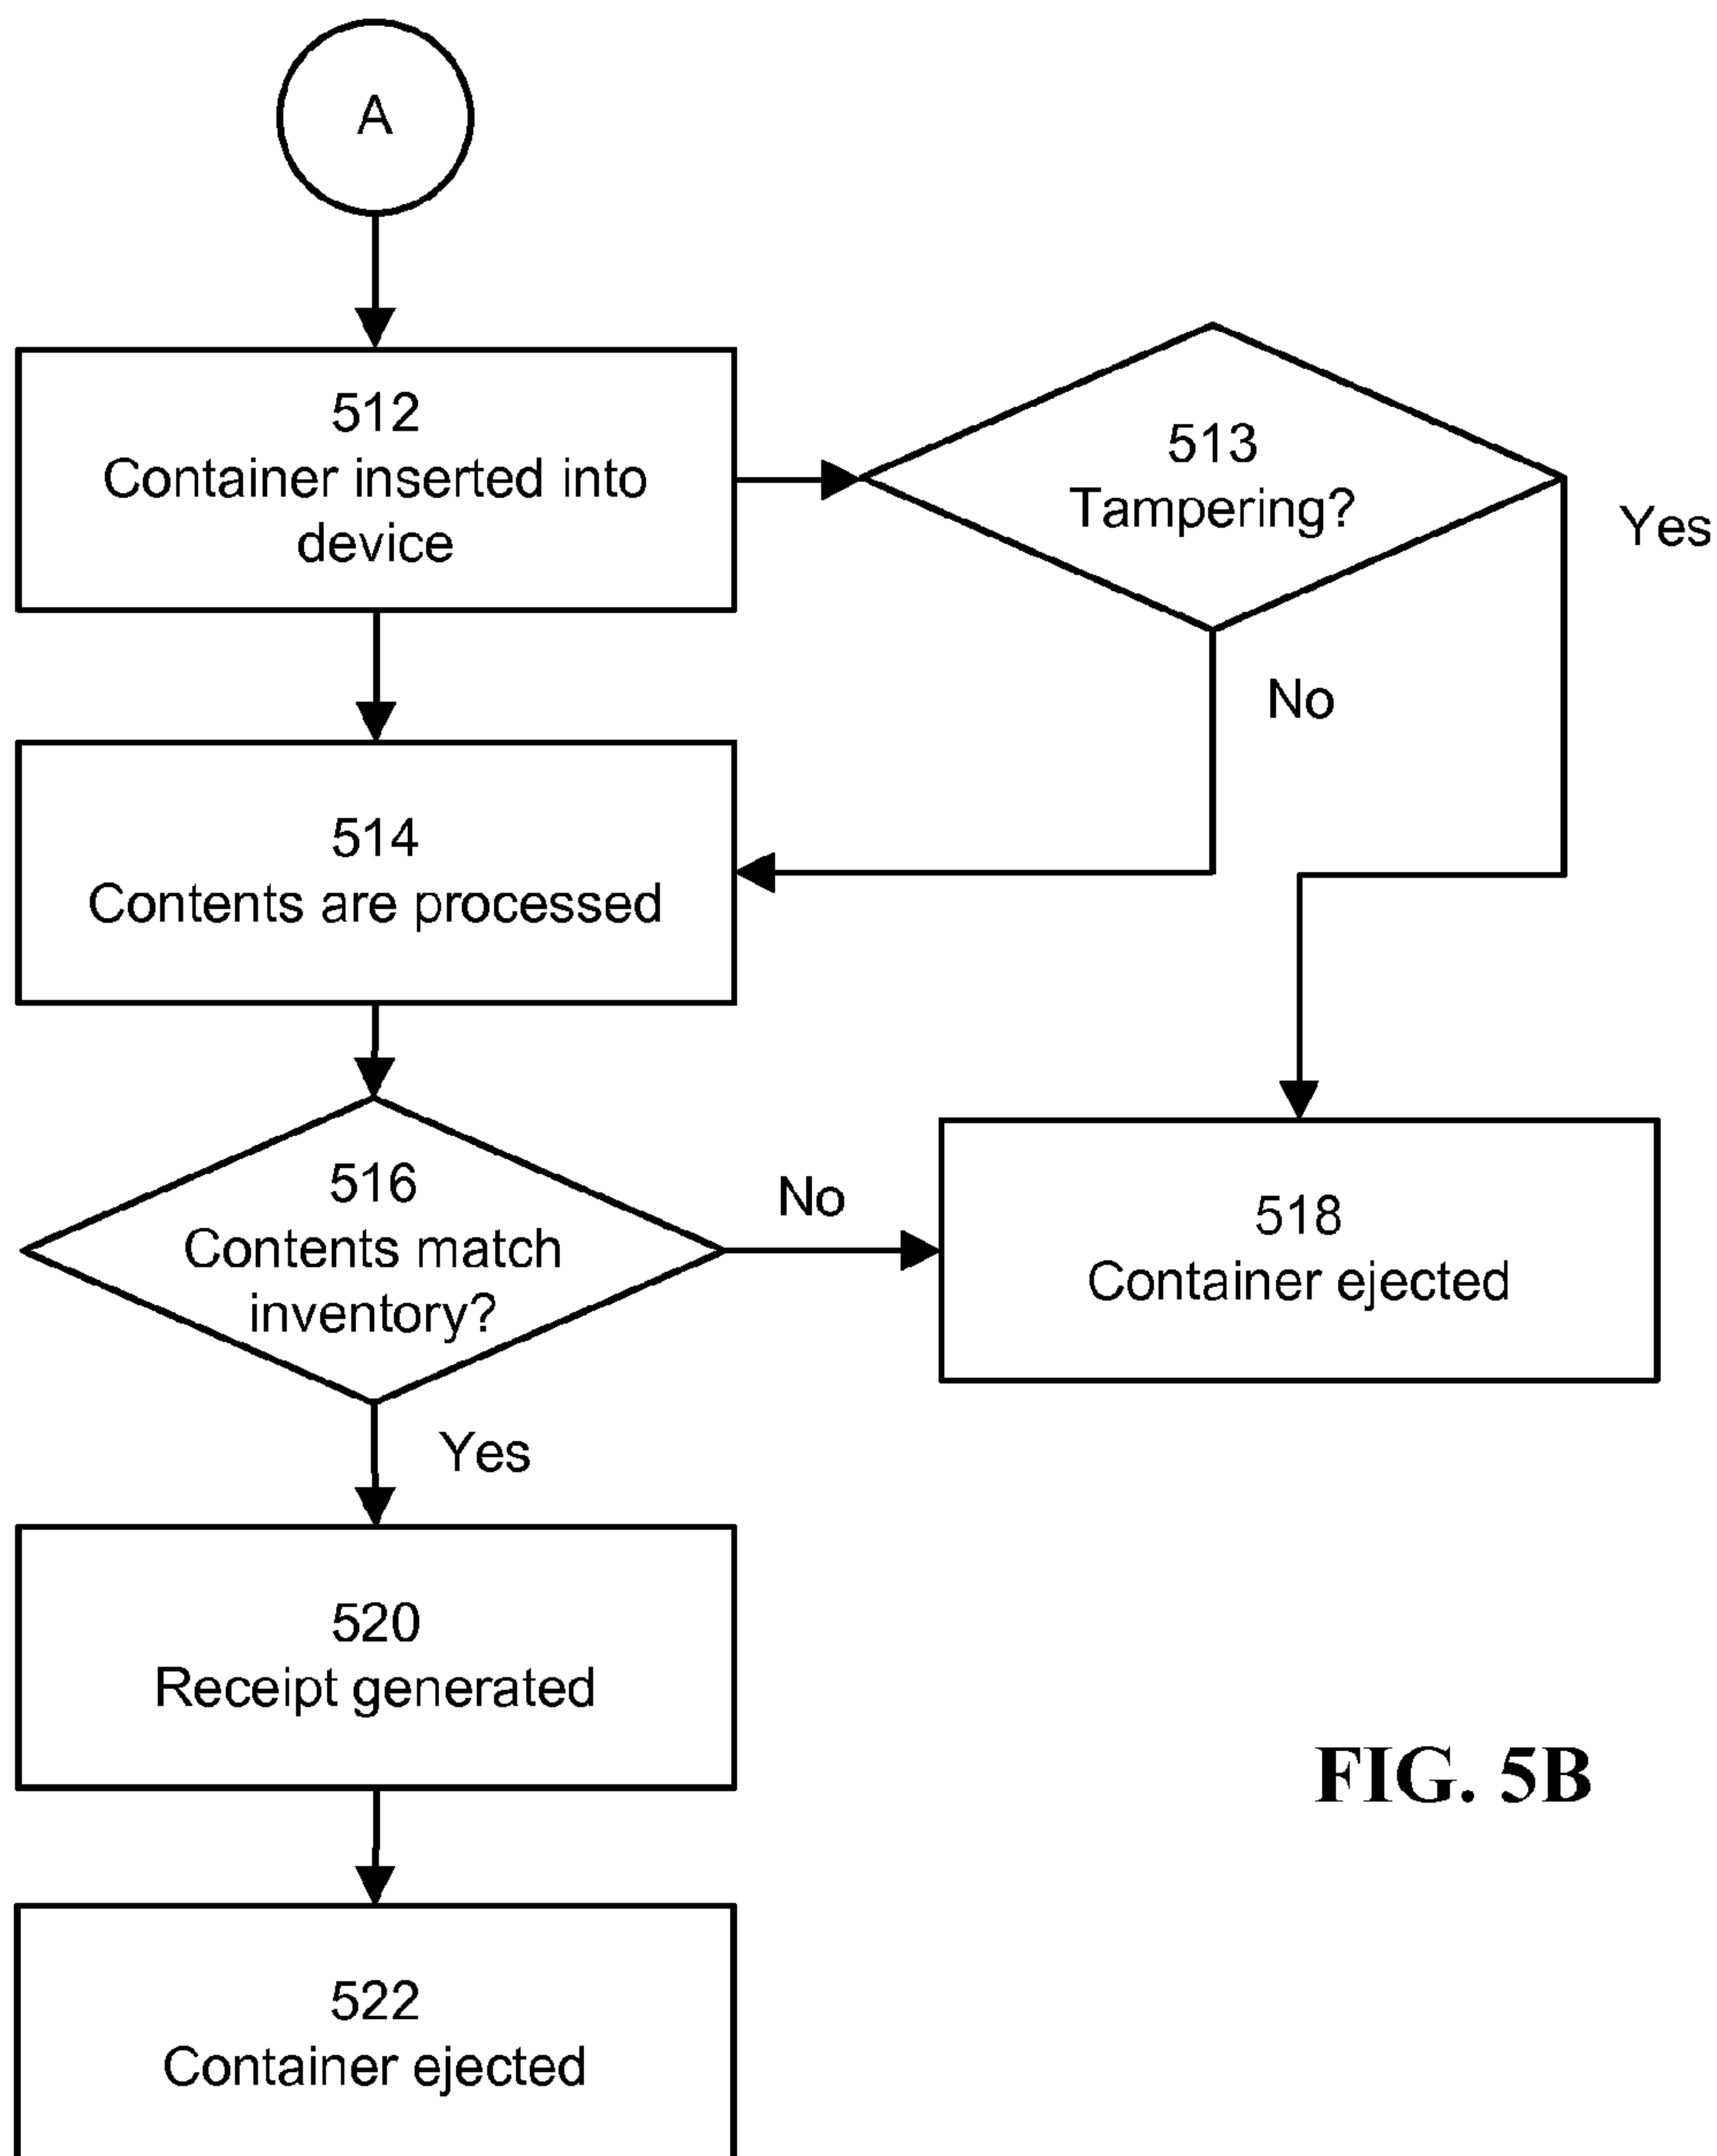 A
512
Container inserted into
device
513
Tampering?
Yes
No
514
Contents are processed
516
Contents match
inventory?
No
518
Container ejected
Yes
520
Receipt generated
FIG. 5B
522
Container ejected